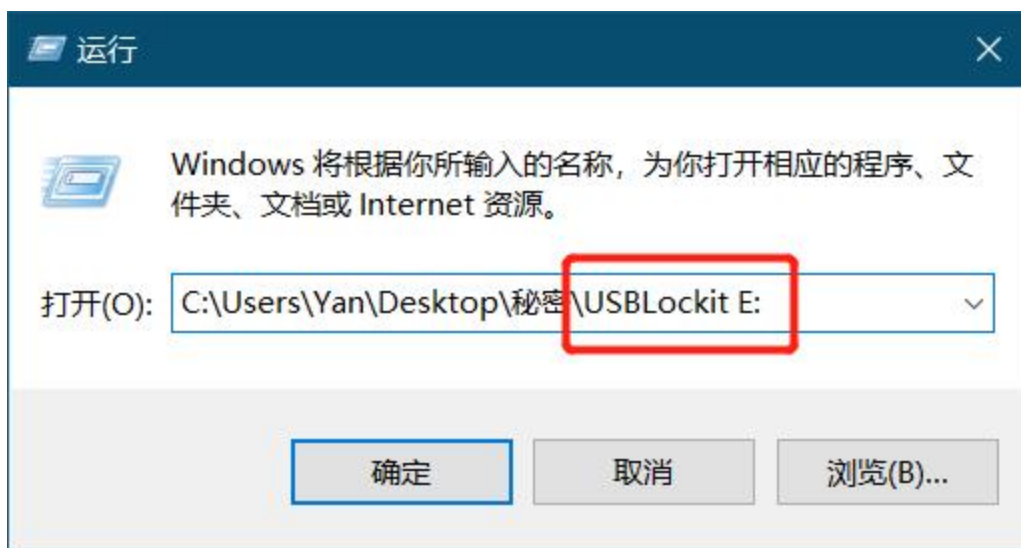 运行
Windows 将根据你所输入的名称，为你打开相应的程序、文
件夹、文档或 Internet 资源。
打开(O): C:\Users\Yan\Desktop\秘密\USBLockit E:
确定 取消 浏览(B)...